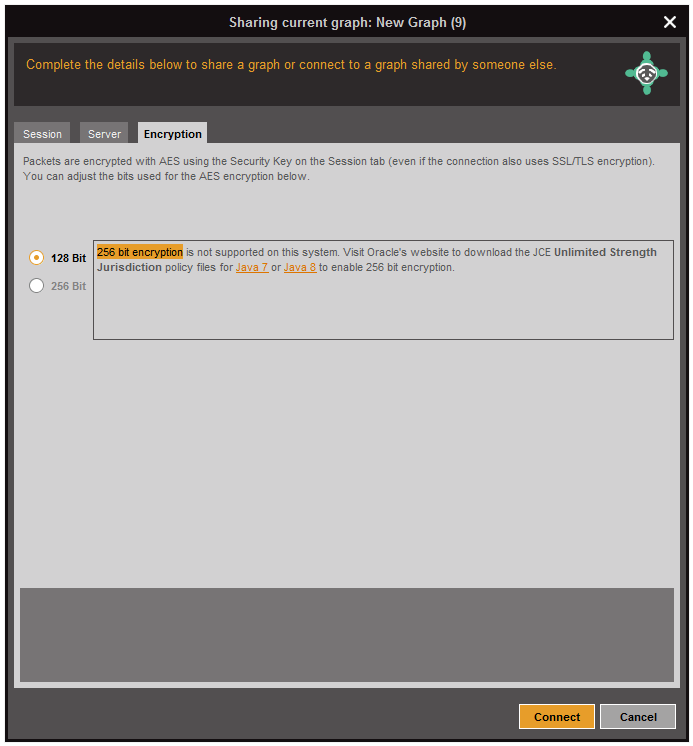 Sharing current graph: New Graph (9)
Complete the details below to share a graph or connect to a graph shared by someone else.
Session Server Encryption
Packets are encrypted with AES using the Security Key on the Session tab (even if the connection also uses SSL/TLS encryption).
You can adjust the bits used for the AES encryption below.
128 Bit
256 Bit
256 bit encryption is not supported on this system. Visit Oracle's website to download the JCE Unlimited Strength
Jurisdiction policy files for Java 7 or Java 8 to enable 256 bit encryption.
Connect Cancel